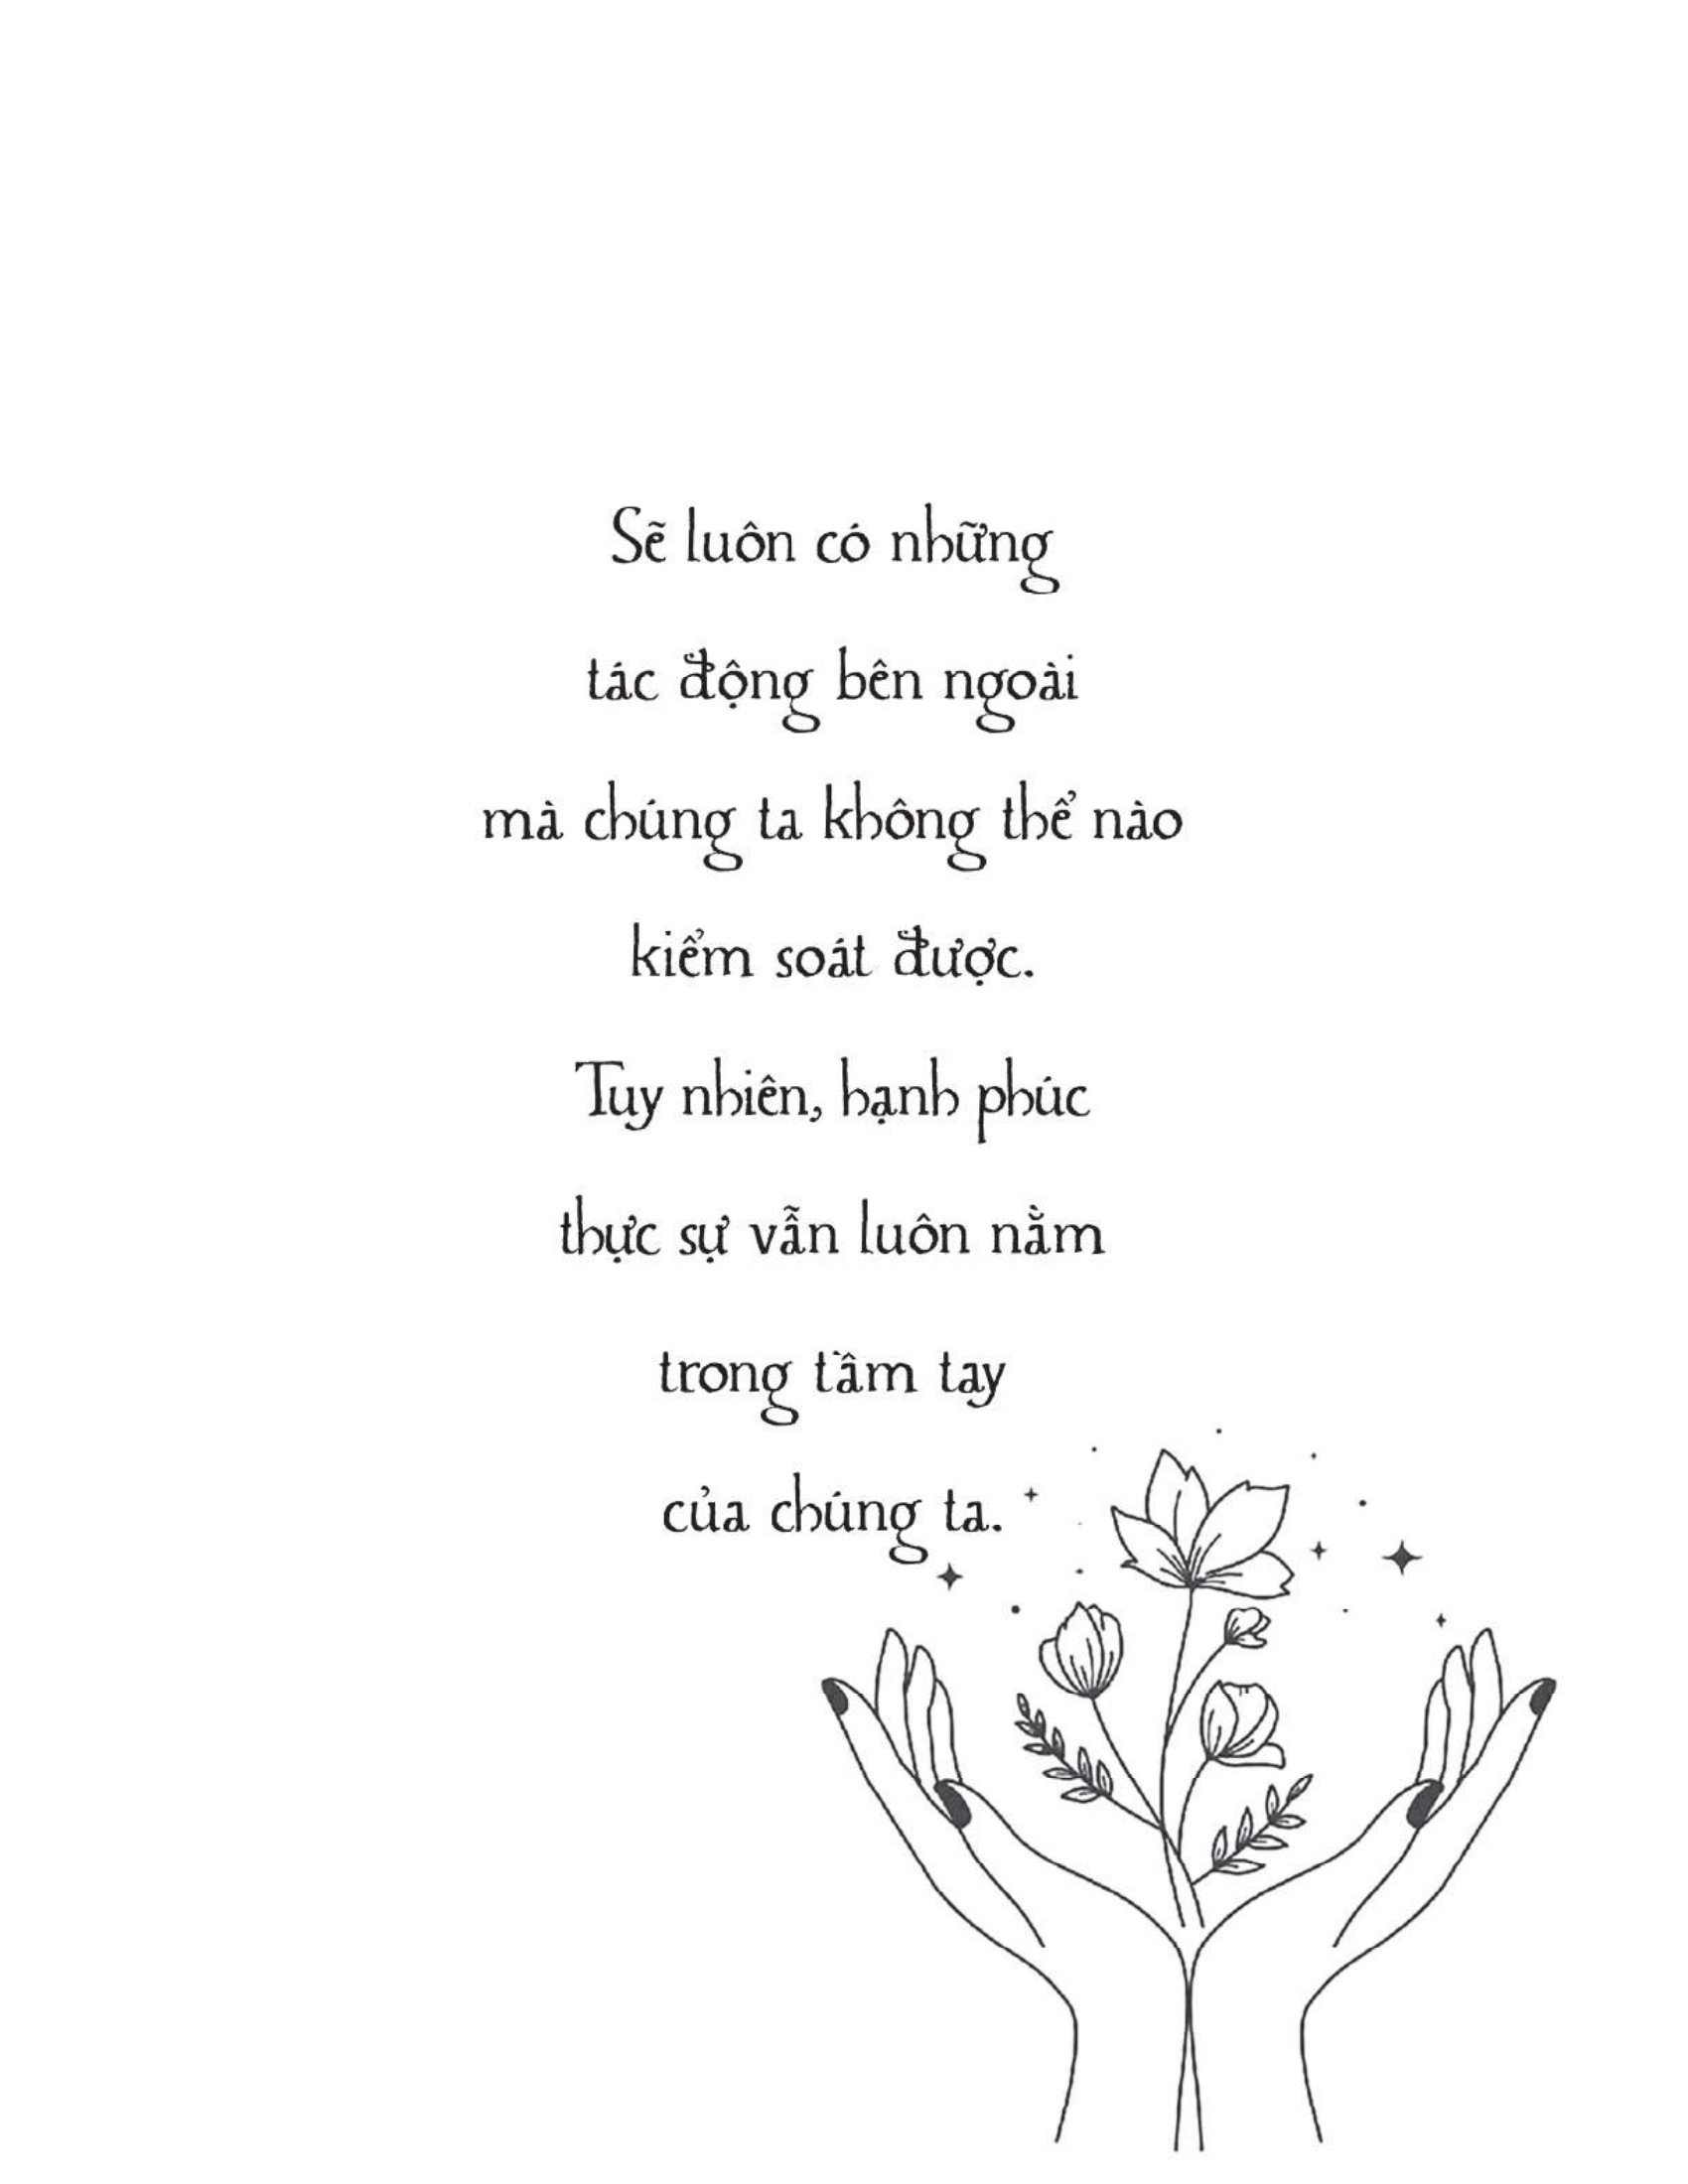 Sẽ luôn có những
tác động bên ngoài
mà chúng ta không thể nào
kiểm soát được.
Tuy nhiên, hạnh phúc
thực sự vẫn luôn nằm
trong tầm tay
của chúng ta.